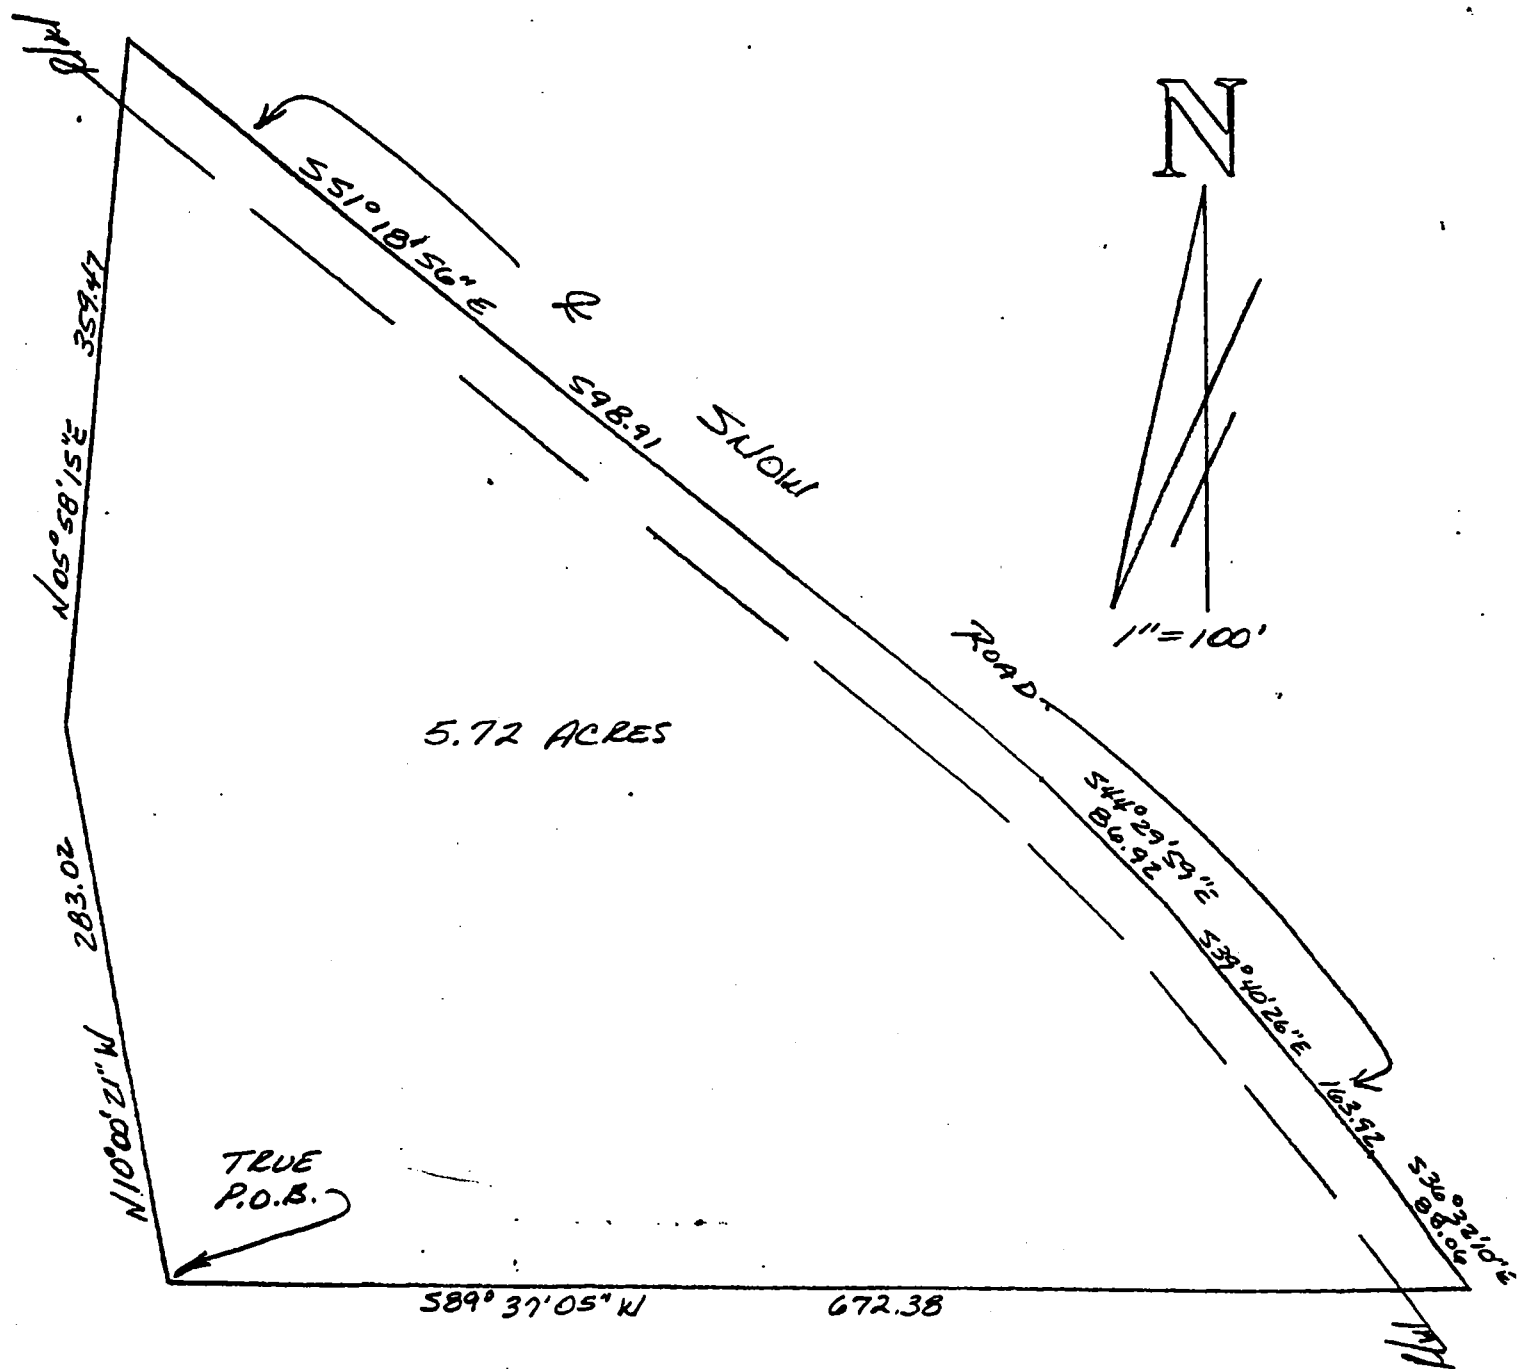 R/W
N
1"=100'
S51°18'56"E
598.91
℄ SNOW ROAD
N05°58'15"E 359.47
5.72 ACRES
S44°29'59"E
86.92
S39°40'26"E 163.92
S36°32'10"E
88.06
N10°00'21"W 283.02
TRUE
P.O.B.
S89°37'05"W 672.38
R/W